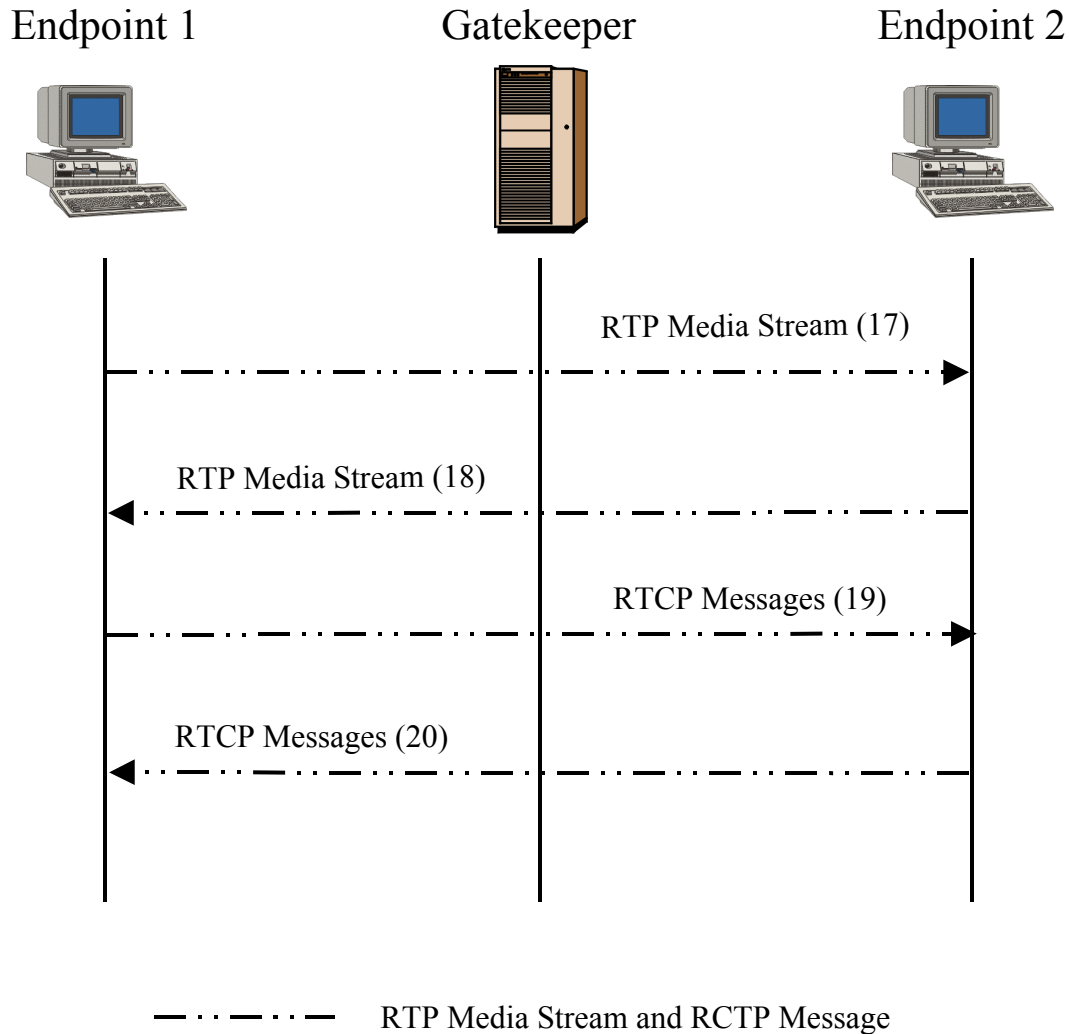 Endpoint 1
Gatekeeper
Endpoint 2
RTP Media Stream (17)
RTP Media Stream (18)
RTCP Messages (19)
RTCP Messages (20)
RTP Media Stream and RCTP Message